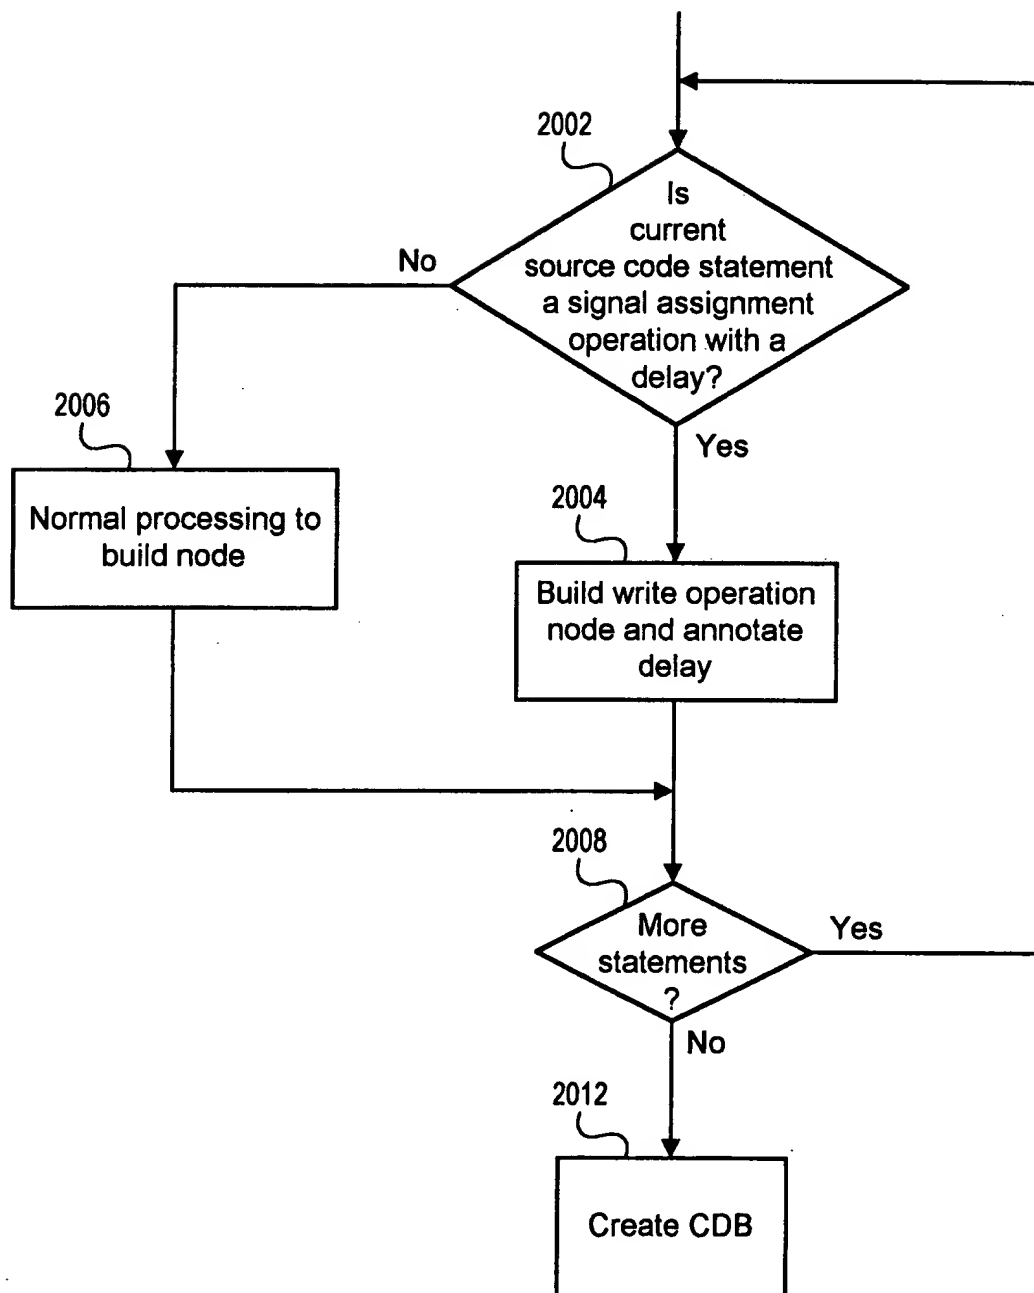 2002
Is
current
source code statement
a signal assignment
operation with a
delay?
No
Yes
2006
Normal processing to
build node
2004
Build write operation
node and annotate
delay
2008
More
statements
?
Yes
No
2012
Create CDB